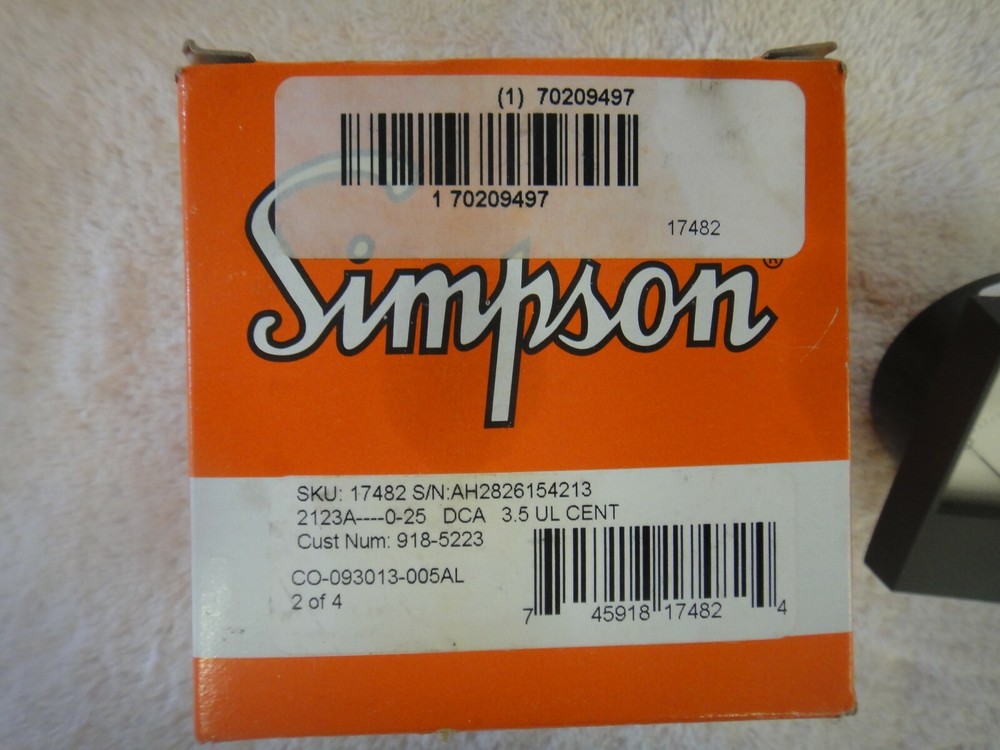 (1) 70209497
1 70209497
17482
Simpson®
SKU: 17482 S/N:AH2826154213
2123A----0-25 DCA 3.5 UL CENT
Cust Num: 918-5223
CO-093013-005AL
2 of 4
7 45918 17482 4